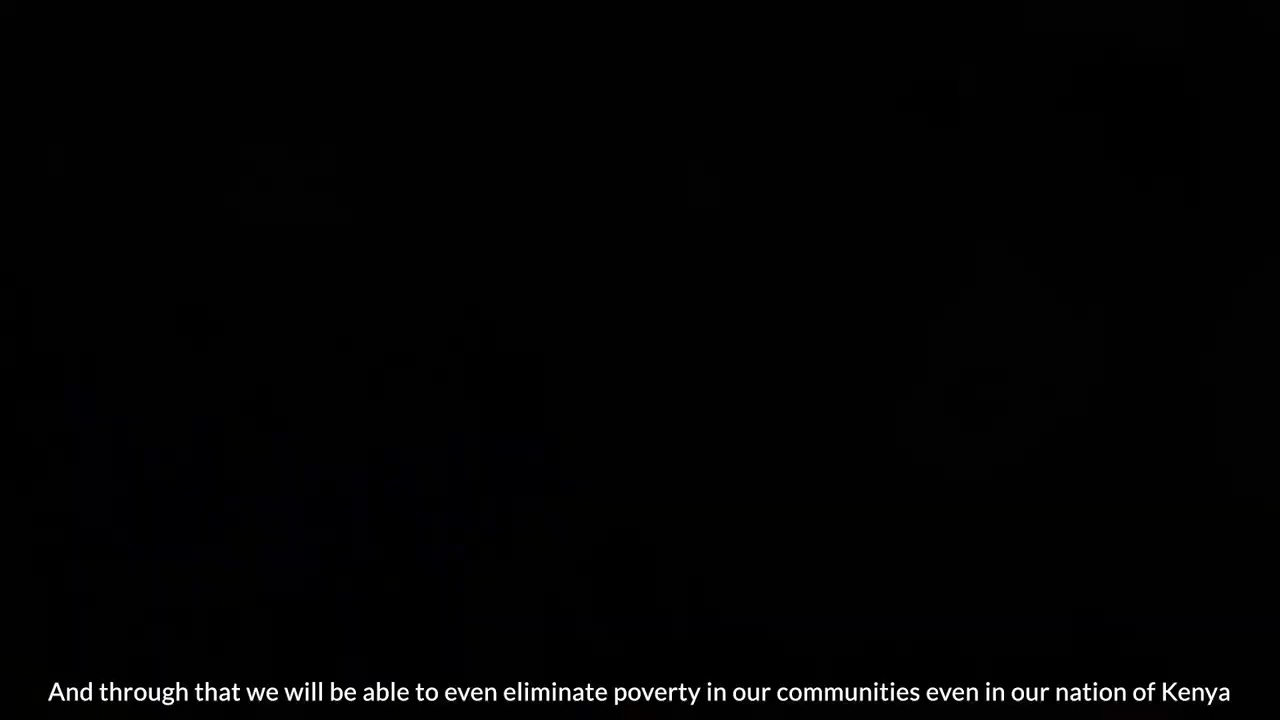 And through that we will be able to even eliminate poverty in our communities even in our nation of Kenya